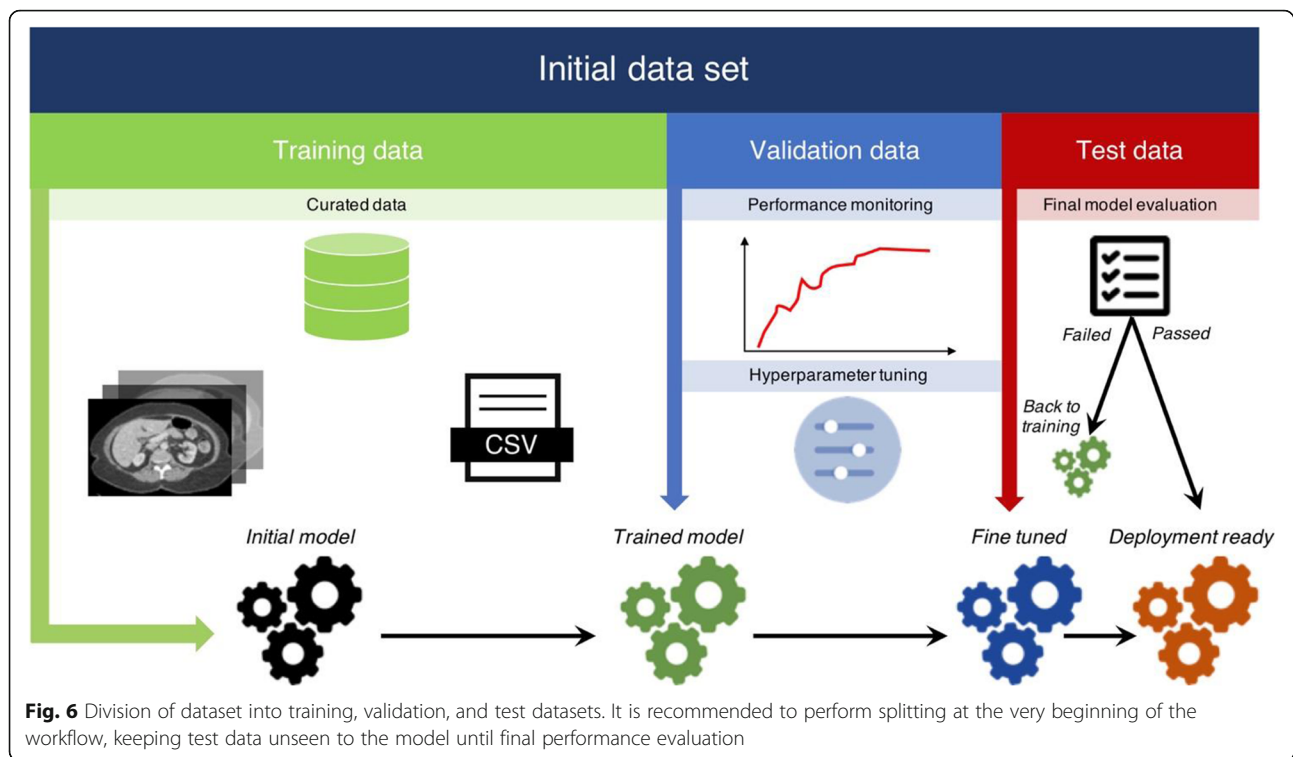 Initial data set
Training data
Validation data
Test data
Curated data
Performance monitoring
Final model evaluation
Failed
Passed
Hyperparameter tuning
Back to
training
CSV
Initial model
Trained model
Fine tuned
Deployment ready
Fig. 6 Division of dataset into training, validation, and test datasets. It is recommended to perform splitting at the very beginning of the
workflow, keeping test data unseen to the model until final performance evaluation